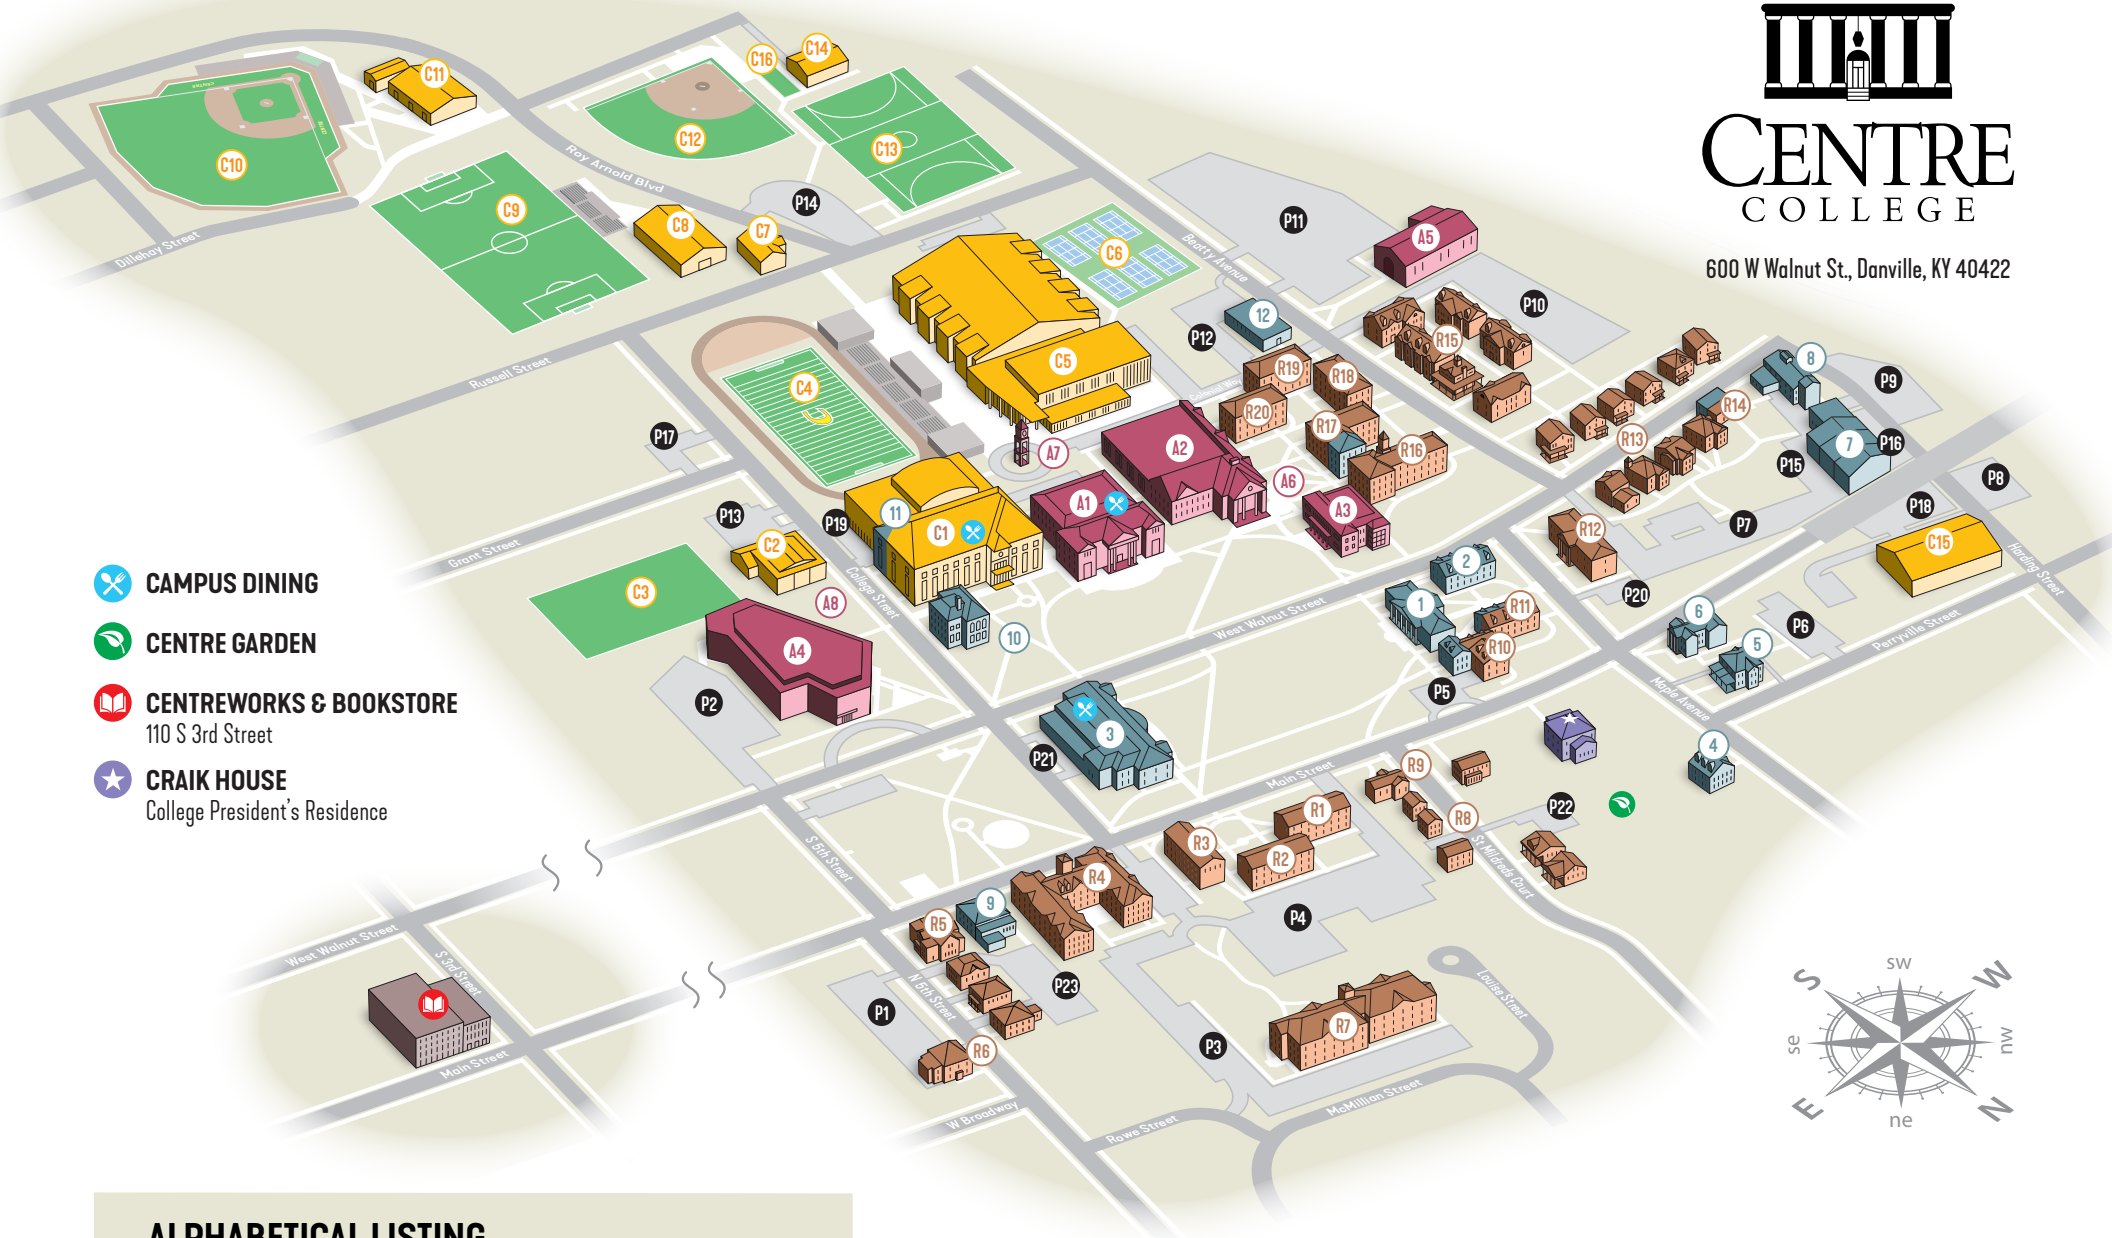 CENTRE
COLLEGE
600 W Walnut St., Danville, KY 40422
CAMPUS DINING
CENTRE GARDEN
CENTREWORKS & BOOKSTORE
110 S 3rd Street
CRAIK HOUSE
College President's Residence
C11
C16
C14
C10
C12
C13
C9
Roy Arnold Blvd
P14
C8
C7
Dillehay Street
C6
Beatty Avenue
P11
A5
P10
12
P12
R15
C5
C4
Russell Street
R19
R18
R20
R17
R16
8
P9
R14
R13
7
P16
P15
P8
P17
A7
A2
A6
A1
A3
P13
P19
11
C1
C2
Grant Street
College Street
C3
A8
A4
10
P2
2
1
R11
R10
P5
R12
P7
P18
C15
P20
Harding Street
6
5
P6
Perryville Street
West Walnut Street
Maple Avenue
4
3
P21
Main Street
R9
R8
P22
St Mildreds Court
R1
R2
R3
R4
S 5th Street
9
R5
P4
P23
P1
N 5th Street
R6
P3
R7
Louise Street
McMillian Street
Rowe Street
W Broadway
West Walnut Street
S 3rd Street
Main Street
S
sw
W
se
nw
E
ne
N
ALPHABETICAL LISTING